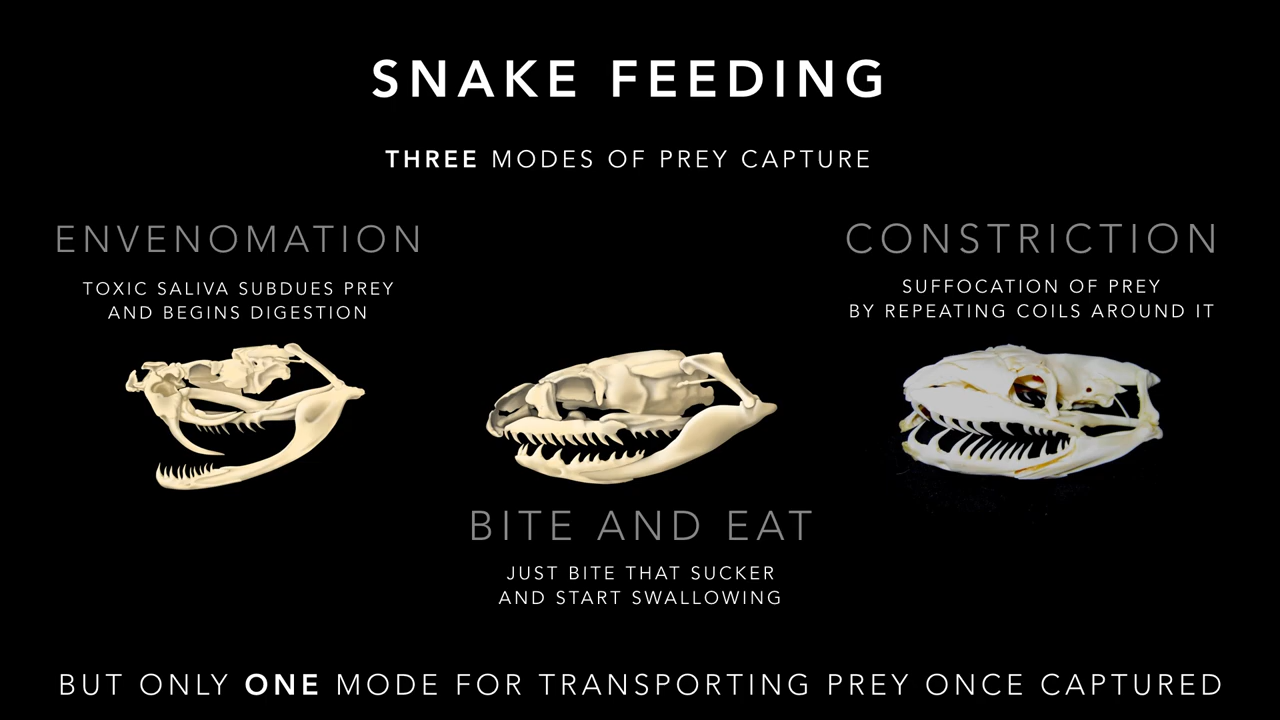 SNAKE FEEDING
THREE MODES OF PREY CAPTURE
ENVENOMATION
TOXIC SALIVA SUBDUES PREY
AND BEGINS DIGESTION
CONSTRICTION
SUFFOCATION OF PREY
BY REPEATING COILS AROUND IT
BITE AND EAT
JUST BITE THAT SUCKER
AND START SWALLOWING
BUT ONLY ONE MODE FOR TRANSPORTING PREY ONCE CAPTURED